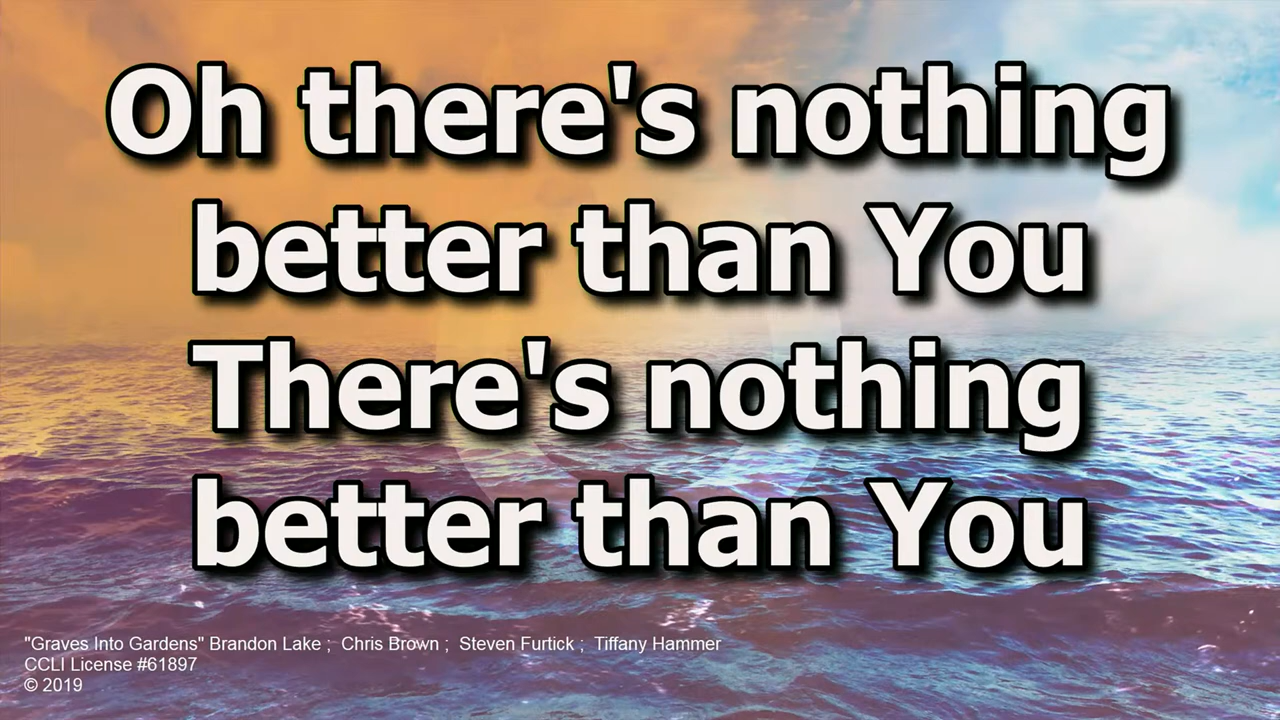 Oh there's nothing
better than You
There's nothing
better than You
"Graves Into Gardens" Brandon Lake ;  Chris Brown ;  Steven Furtick ;  Tiffany Hammer
CCLI License #61897
© 2019